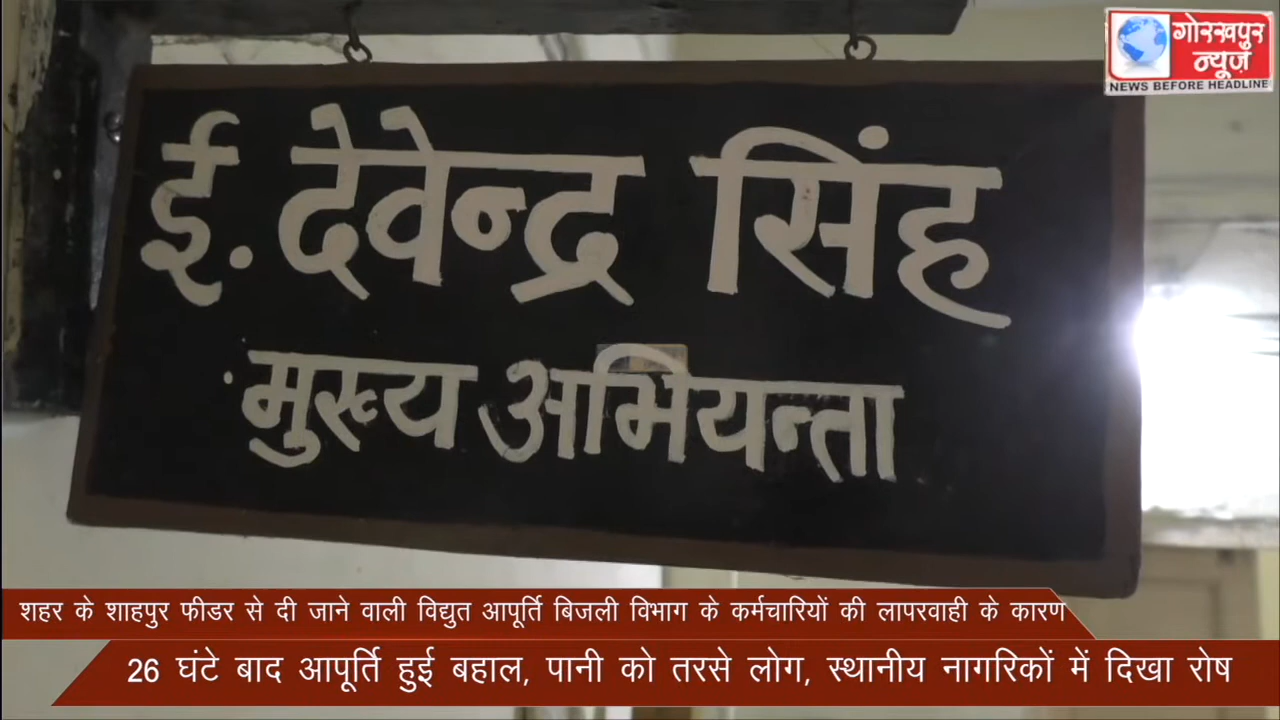 गोरखपुर
न्यूज़
NEWS BEFORE HEADLINE
ई. देवेन्द्र सिंह
मुख्य अभियन्ता
शहर के शाहपुर फीडर से दी जाने वाली विद्युत आपूर्ति बिजली विभाग के कर्मचारियों की लापरवाही के कारण
26 घंटे बाद आपूर्ति हुई बहाल, पानी को तरसे लोग, स्थानीय नागरिकों में दिखा रोष